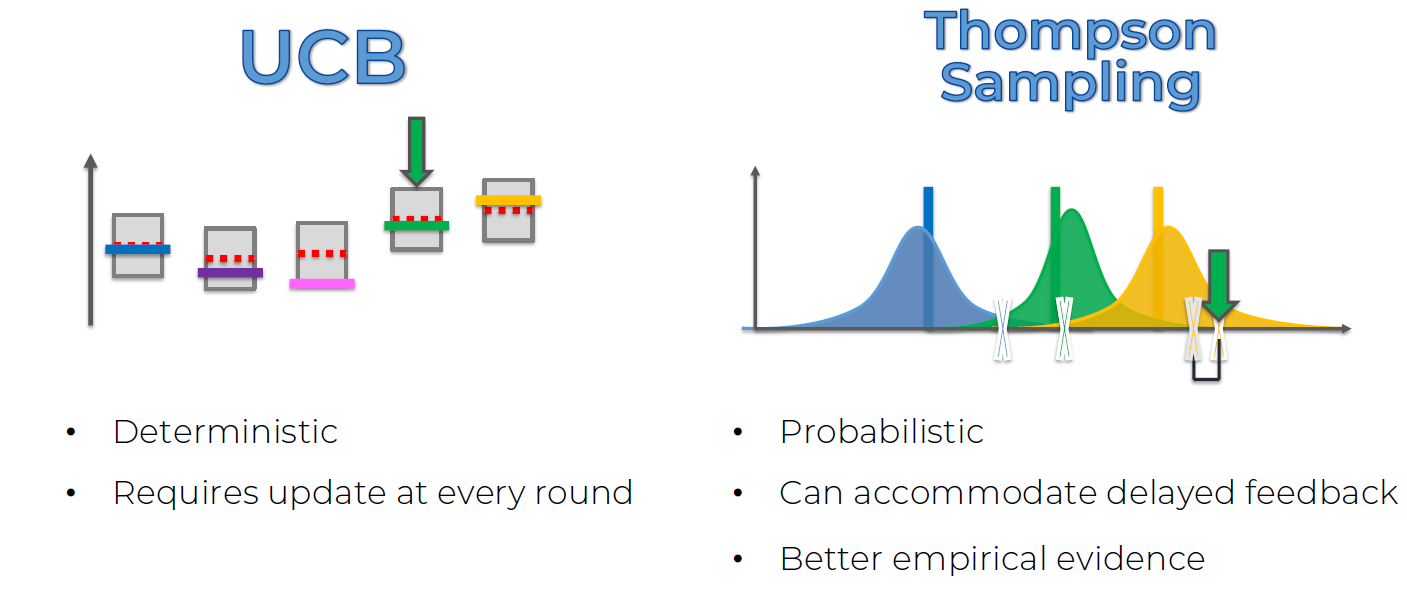 UCB
Thompson
Sampling
• Deterministic
• Requires update at every round
• Probabilistic
• Can accommodate delayed feedback
• Better empirical evidence